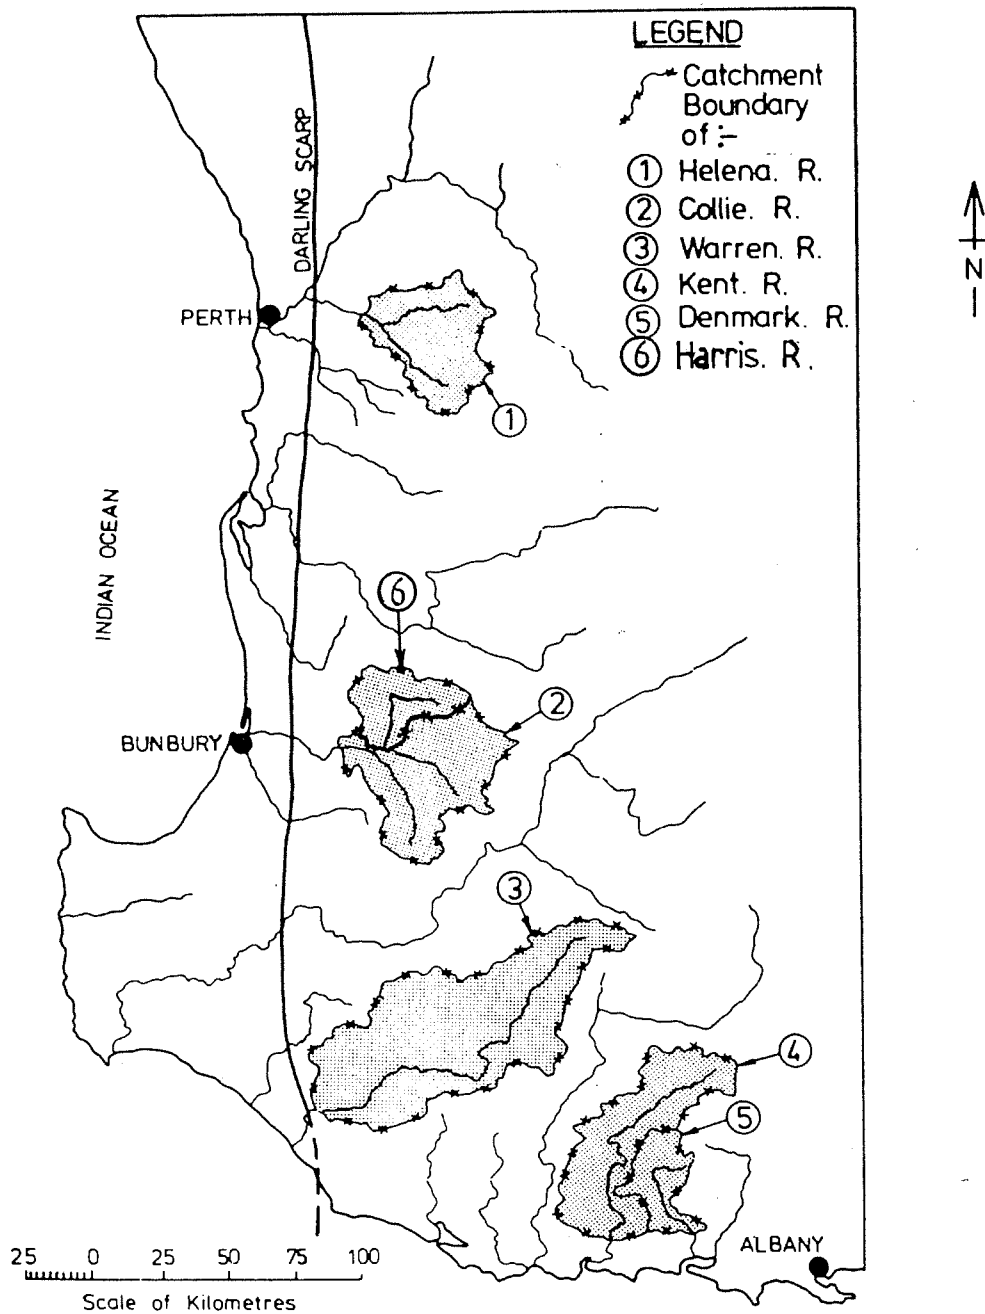 LEGEND
Catchment
Boundary
of :-
① Helena. R.
② Collie. R.
③ Warren. R.
④ Kent. R.
⑤ Denmark. R.
⑥ Harris. R.
N
DARLING SCARP
PERTH
①
INDIAN OCEAN
⑥
②
BUNBURY
③
④
⑤
ALBANY
25 0 50 75 100
Scale of Kilometres